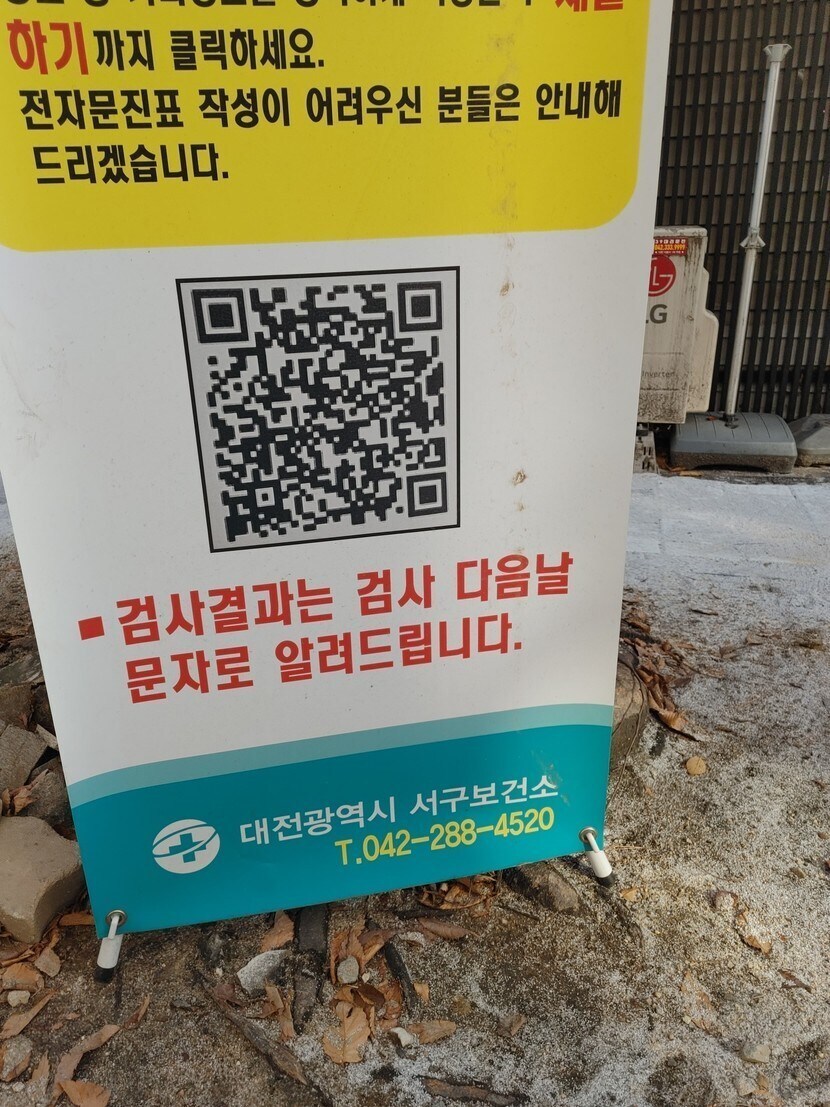 하기까지 클릭하세요.
전자문진표 작성이 어려우신 분들은 안내해
드리겠습니다.
LG
Inverter
■ 검사결과는 검사 다음날
문자로 알려드립니다.
대전광역시 서구보건소
T.042-288-4520